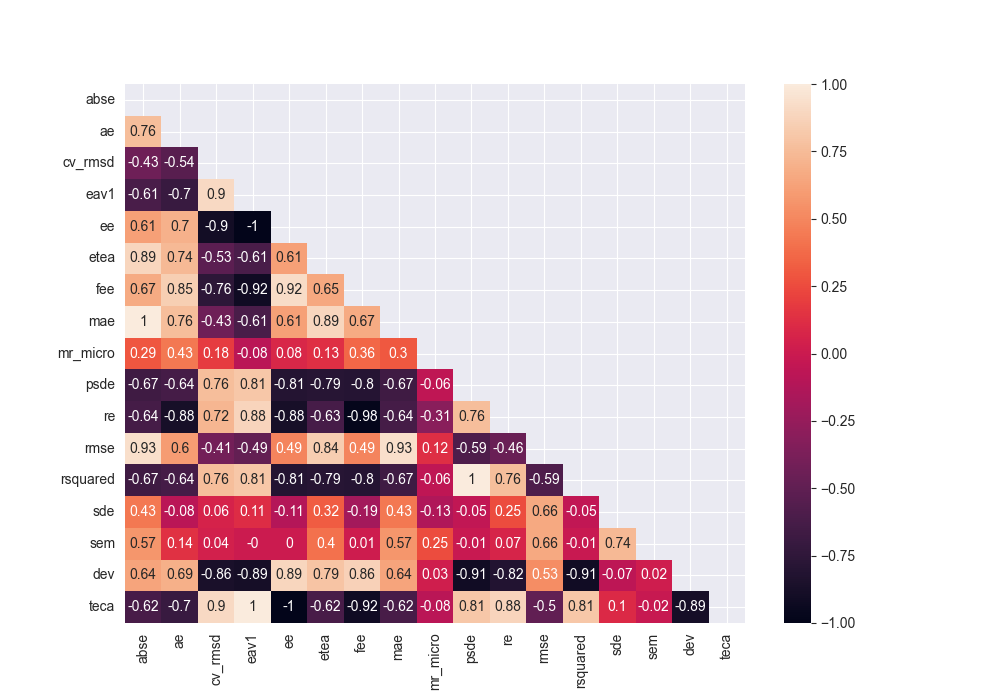 abse
ae 0.76
cv_rmsd -0.43 -0.54
eav1 -0.61 -0.7 0.9
ee 0.61 0.7 -0.9 -1
etea 0.89 0.74 -0.53 -0.61 0.61
fee 0.67 0.85 -0.76 -0.92 0.92 0.65
mae 1 0.76 -0.43 -0.61 0.61 0.89 0.67
mr_micro 0.29 0.43 0.18 -0.08 0.08 0.13 0.36 0.3
psde -0.67 -0.64 0.76 0.81 -0.81 -0.79 -0.8 -0.67 -0.06
re -0.64 -0.88 0.72 0.88 -0.88 -0.63 -0.98 -0.64 -0.31 0.76
rmse 0.93 0.6 -0.41 -0.49 0.49 0.84 0.49 0.93 0.12 -0.59 -0.46
rsquared -0.67 -0.64 0.76 0.81 -0.81 -0.79 -0.8 -0.67 -0.06 1 0.76 -0.59
sde 0.43 -0.08 0.06 0.11 -0.11 0.32 -0.19 0.43 -0.13 -0.05 0.25 0.66 -0.05
sem 0.57 0.14 0.04 -0 0 0.4 0.01 0.57 0.25 -0.01 0.07 0.66 -0.01 0.74
dev 0.64 0.69 -0.86 -0.89 0.89 0.79 0.86 0.64 0.03 -0.91 -0.82 0.53 -0.91 -0.07 0.02
teca -0.62 -0.7 0.9 1 -1 -0.62 -0.92 -0.62 -0.08 0.81 0.88 -0.5 0.81 0.1 -0.02 -0.89
abse ae cv_rmsd eav1 ee etea fee mae mr_micro psde re rmse rsquared sde sem dev teca
1.00
0.75
0.50
0.25
0.00
−0.25
−0.50
−0.75
−1.00